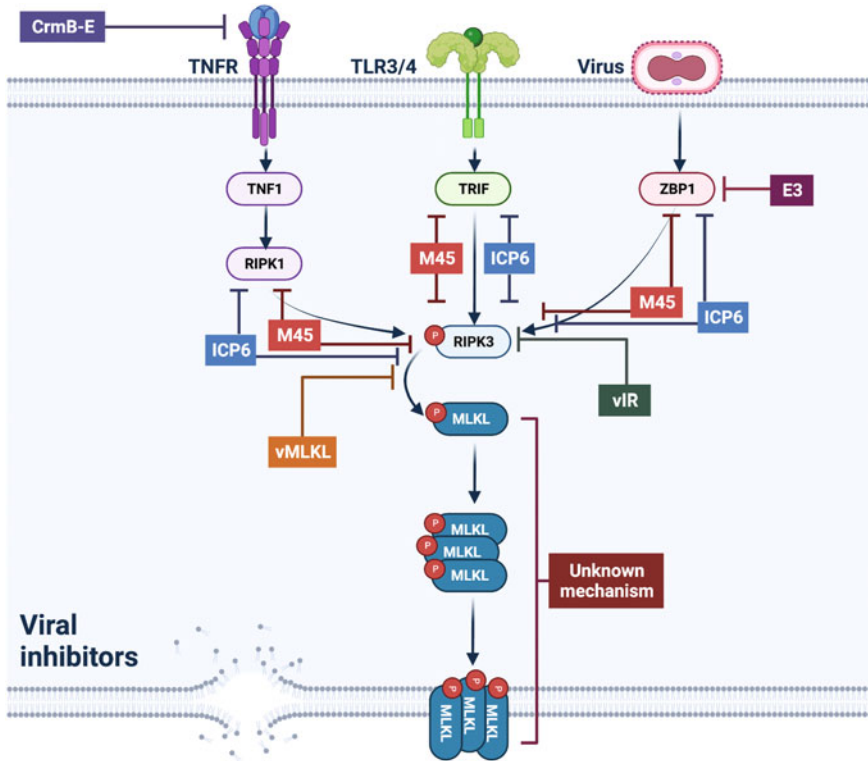 CrmB-E
TNFR
TLR3/4
Virus
TNF1
TRIF
ZBP1
E3
RIPK1
M45
ICP6
M45
ICP6
M45
ICP6
P
RIPK3
vIR
vMLKL
P
MLKL
P
MLKL
P
MLKL
P
MLKL
Unknown
mechanism
Viral
inhibitors
P
P
P
MLKL
MLKL
MLKL